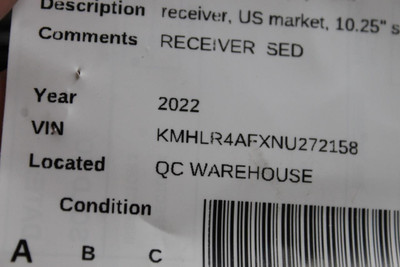 Description receiver, US market, 10.25" s
Comments RECEIVER SED
Year 2022
VIN KMHLR4AFXNU272158
Located QC WAREHOUSE
Condition
A B C